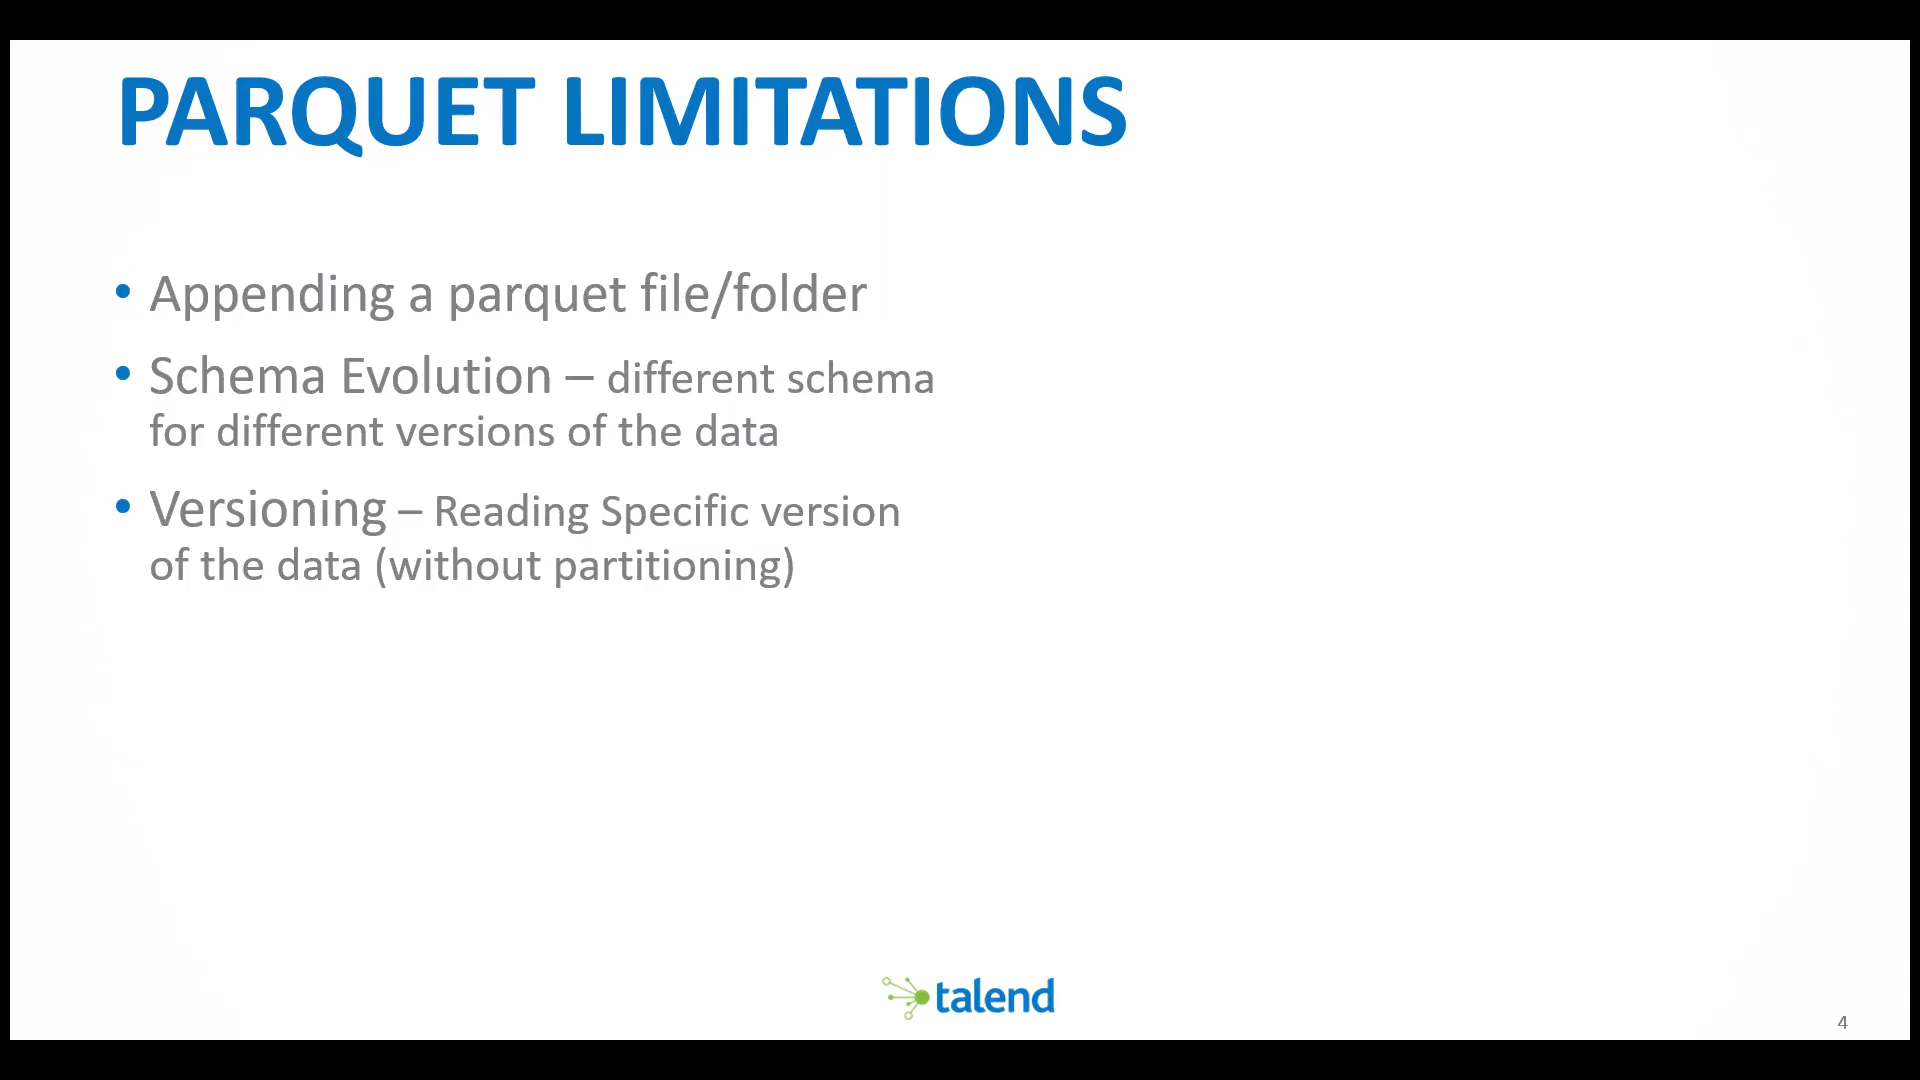 PARQUET LIMITATIONS
• Appending a parquet file/folder
• Schema Evolution – different schema
for different versions of the data
• Versioning – Reading Specific version
of the data (without partitioning)
talend
4